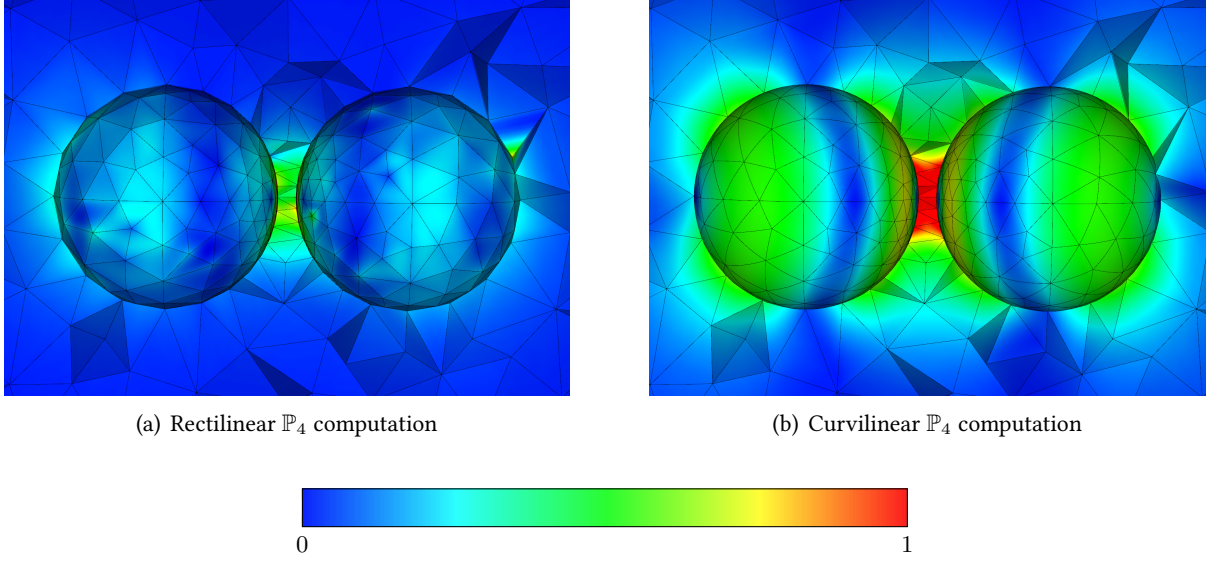 (a) Rectilinear ℙ₄ computation
(b) Curvilinear ℙ₄ computation
0 1